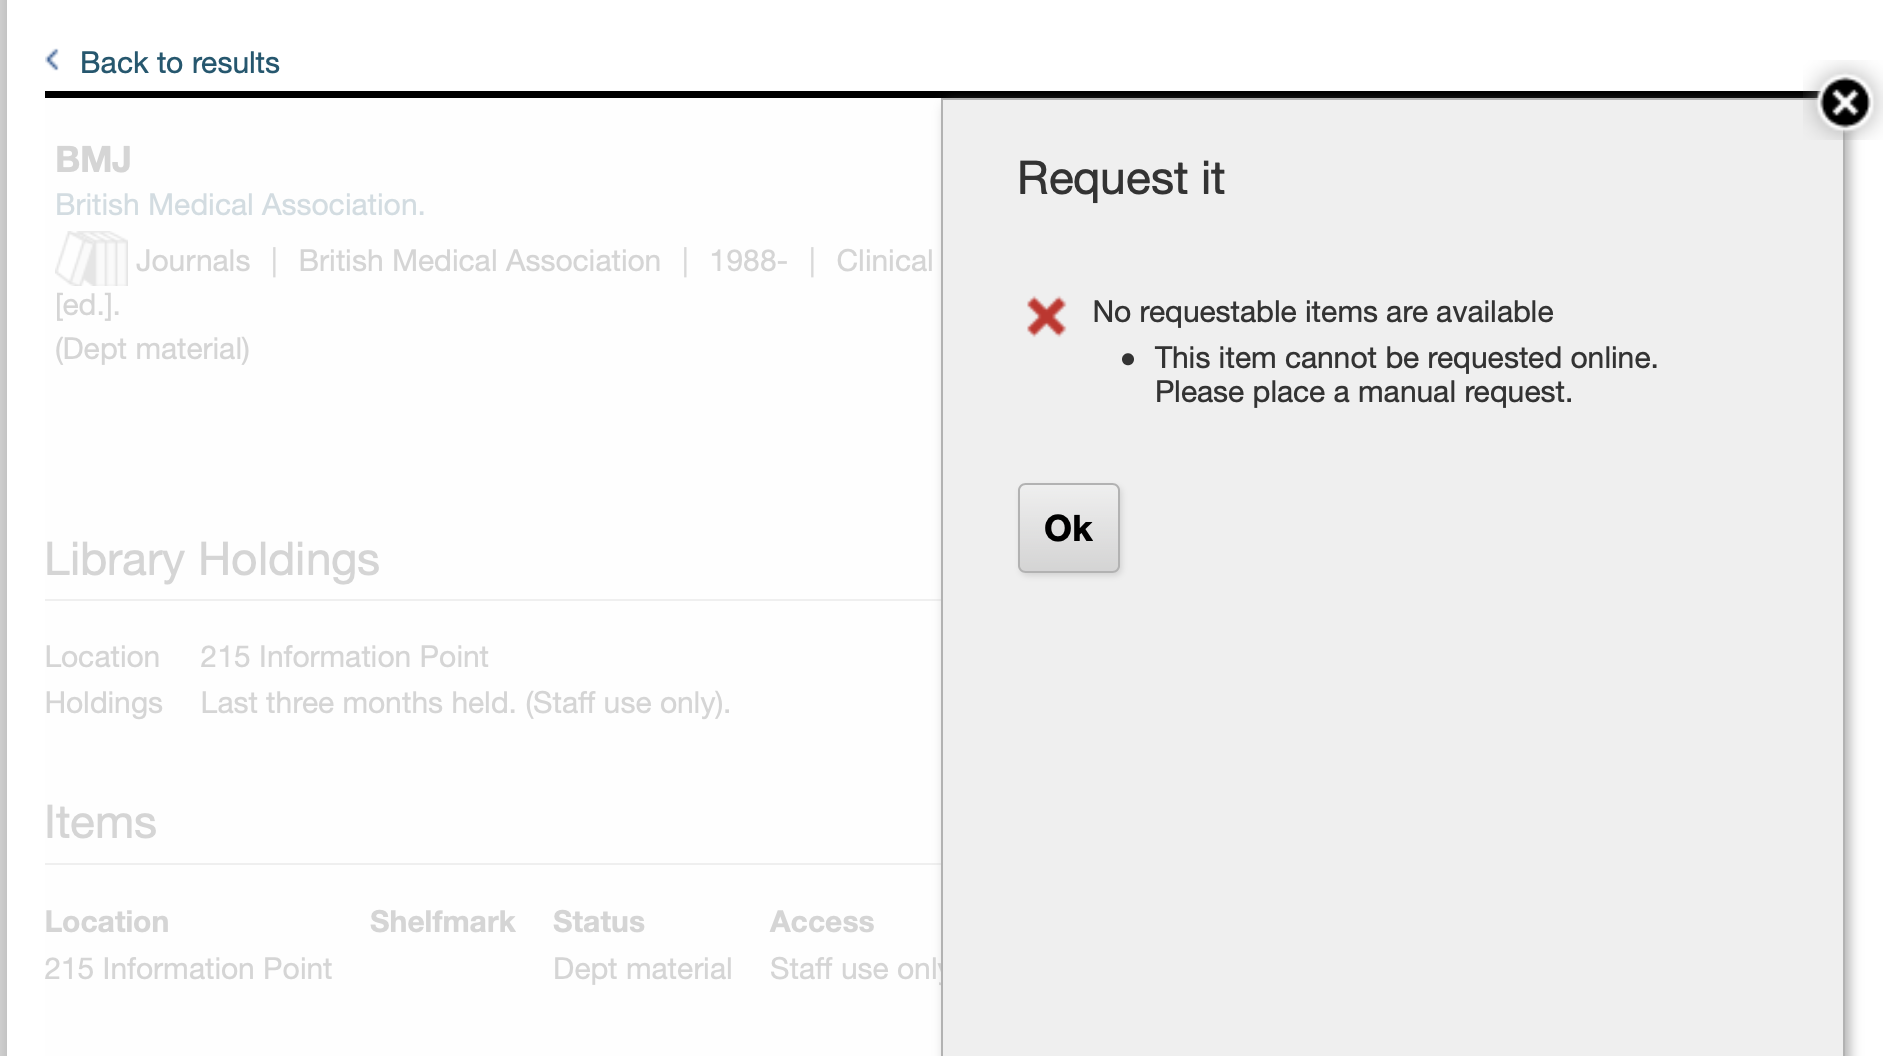 Back to results
BMJ
British Medical Association.
Journals | British Medical Association | 1988- | Clinical
[ed.].
(Dept material)
Library Holdings
Location 215 Information Point
Holdings Last three months held. (Staff use only).
Items
Location Shelfmark Status Access
215 Information Point Dept material Staff use only
Request it
No requestable items are available
• This item cannot be requested online.
Please place a manual request.
Ok